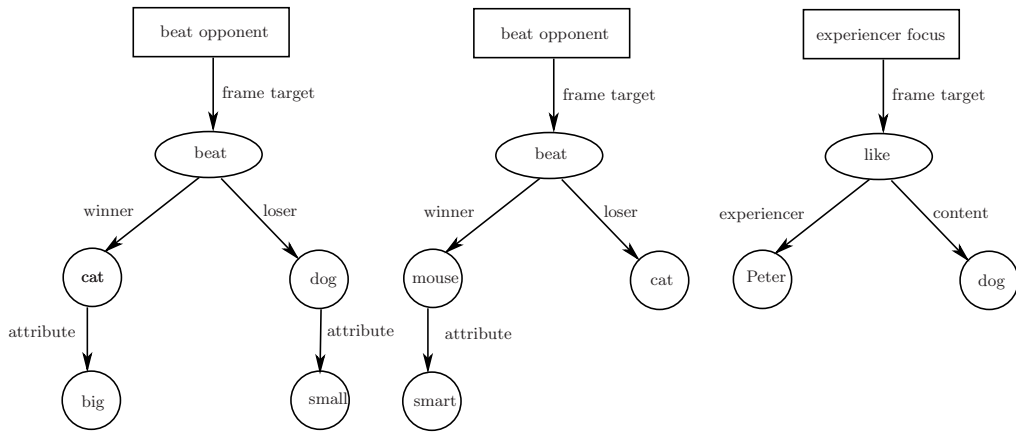 beat opponent
frame target
beat
winner
loser
cat
dog
attribute
attribute
big
small
beat opponent
frame target
beat
winner
loser
mouse
cat
attribute
smart
experiencer focus
frame target
like
experiencer
content
Peter
dog